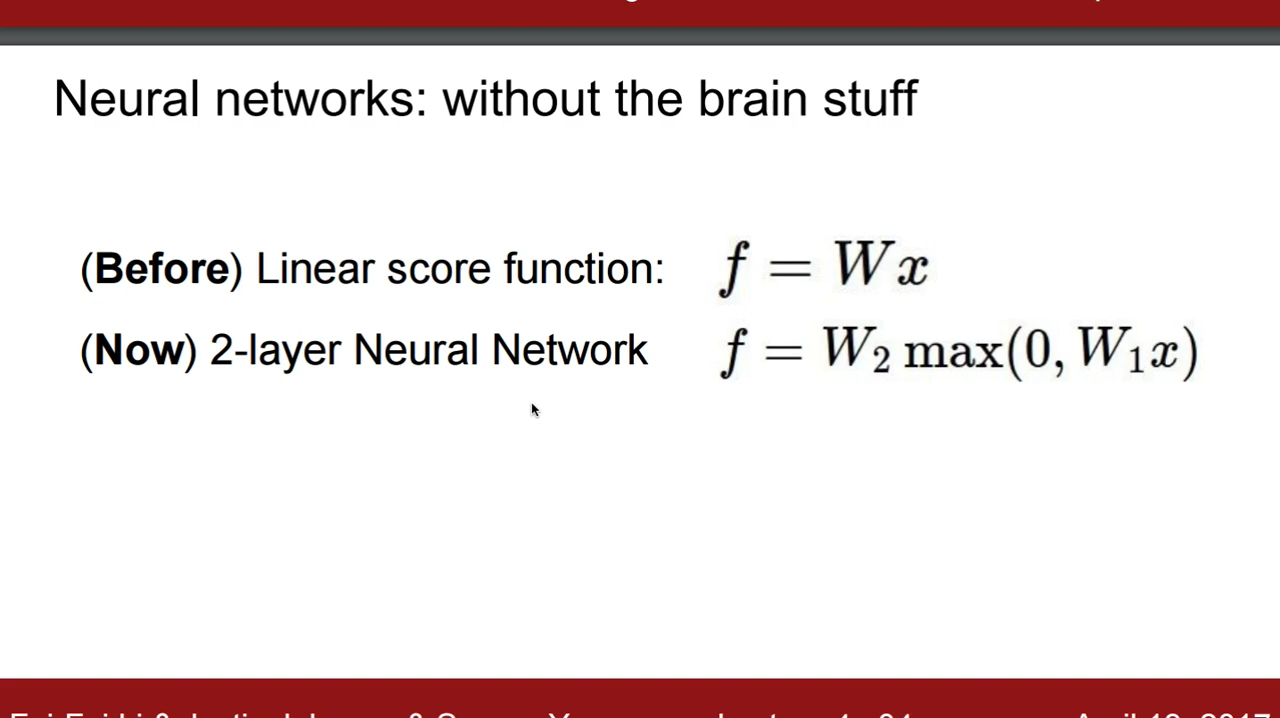 Neural networks: without the brain stuff
(Before) Linear score function: f = Wx
(Now) 2-layer Neural Network f = W₂ max(0, W₁x)